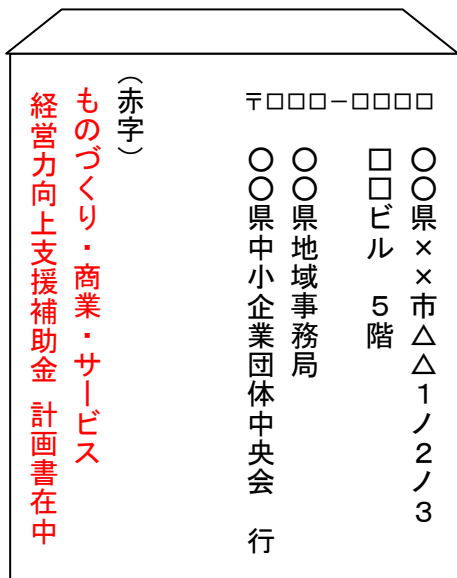 〒□□□－□□□□
○○県××市△△１ノ２ノ３
□□ビル　５階
○○県地域事務局
○○県中小企業団体中央会　行
（赤字）
ものづくり・商業・サービス
経営力向上支援補助金 計画書在中